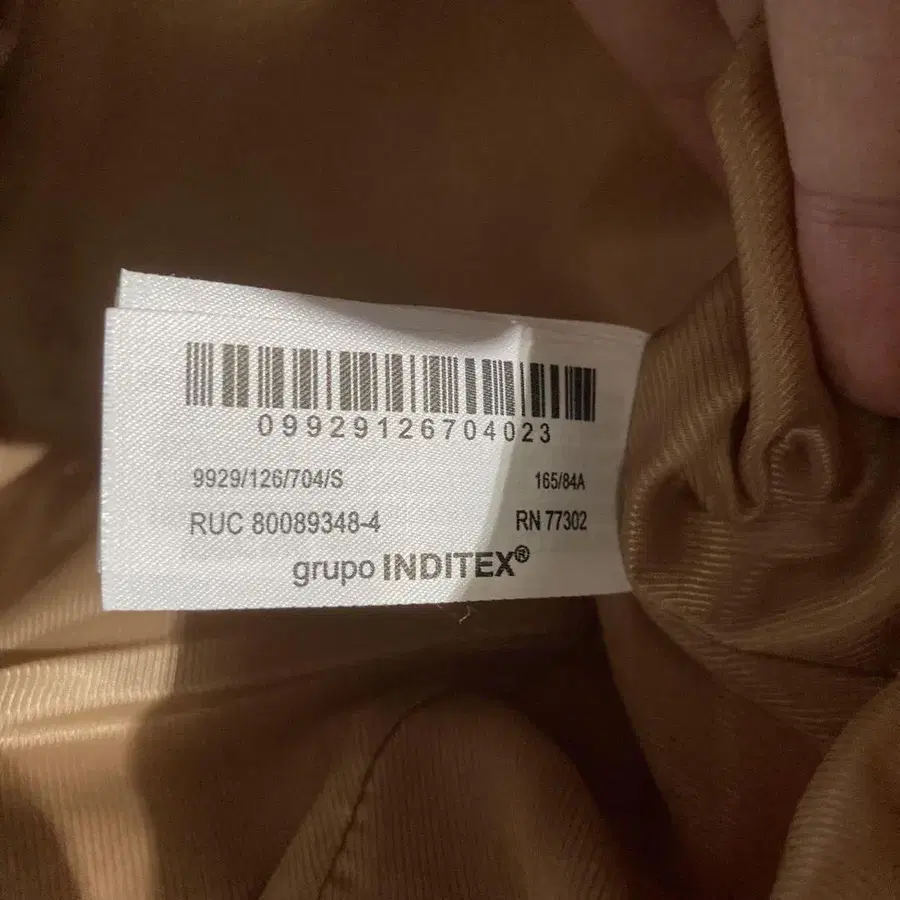 09929126704023
9929/126/704/S 165/84A
RUC 80089348-4 RN 77302
grupo INDITEX®